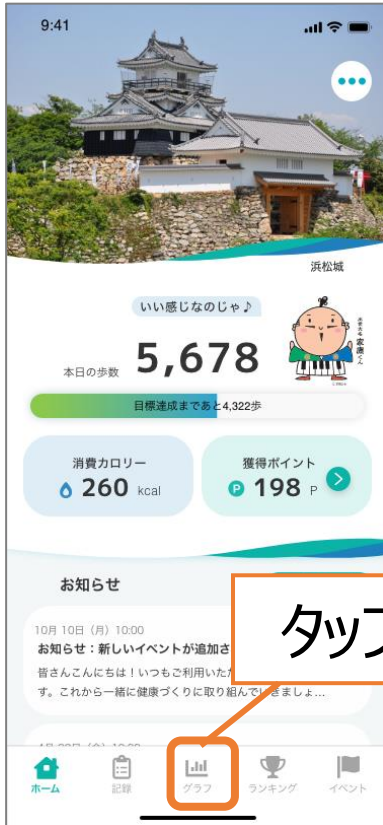 9:41
浜松城
いい感じなのじゃ♪
本日の歩数 5,678
目標達成まであと4,322歩
消費カロリー
260 kcal
獲得ポイント
P 198 P
お知らせ
タップ
10月 10日（月）10:00
お知らせ：新しいイベントが追加さ
皆さんこんにちは！いつもご利用いただ
す。これから一緒に健康づくりに取り組んでいきましょ...
ホーム 記録 グラフ ランキング イベント